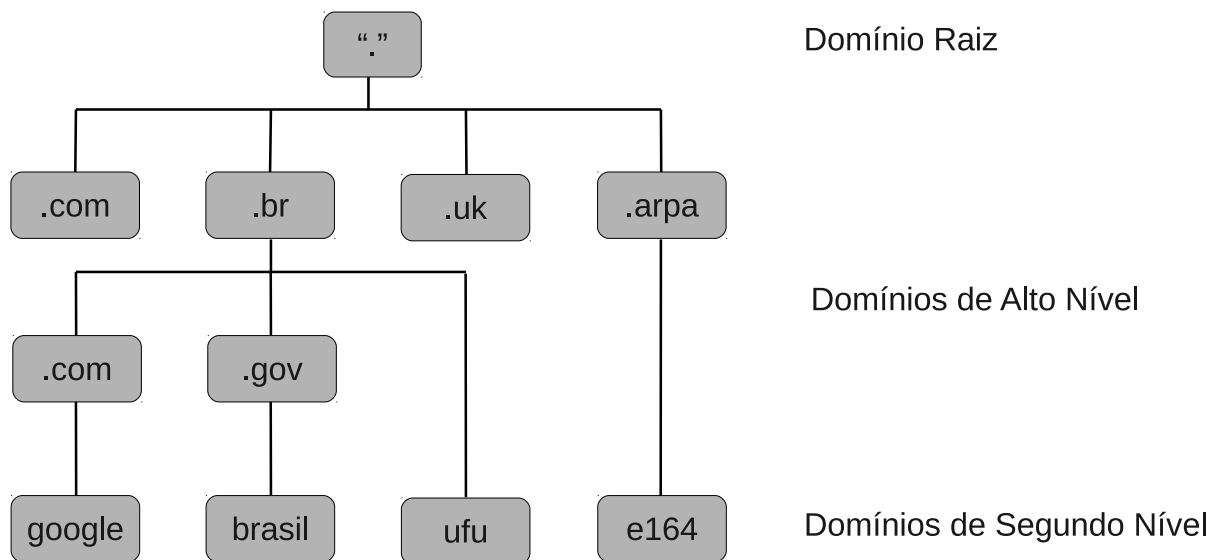 “.”
Domínio Raiz
.com
.br
.uk
.arpa
Domínios de Alto Nível
.com
.gov
google
brasil
ufu
e164
Domínios de Segundo Nível